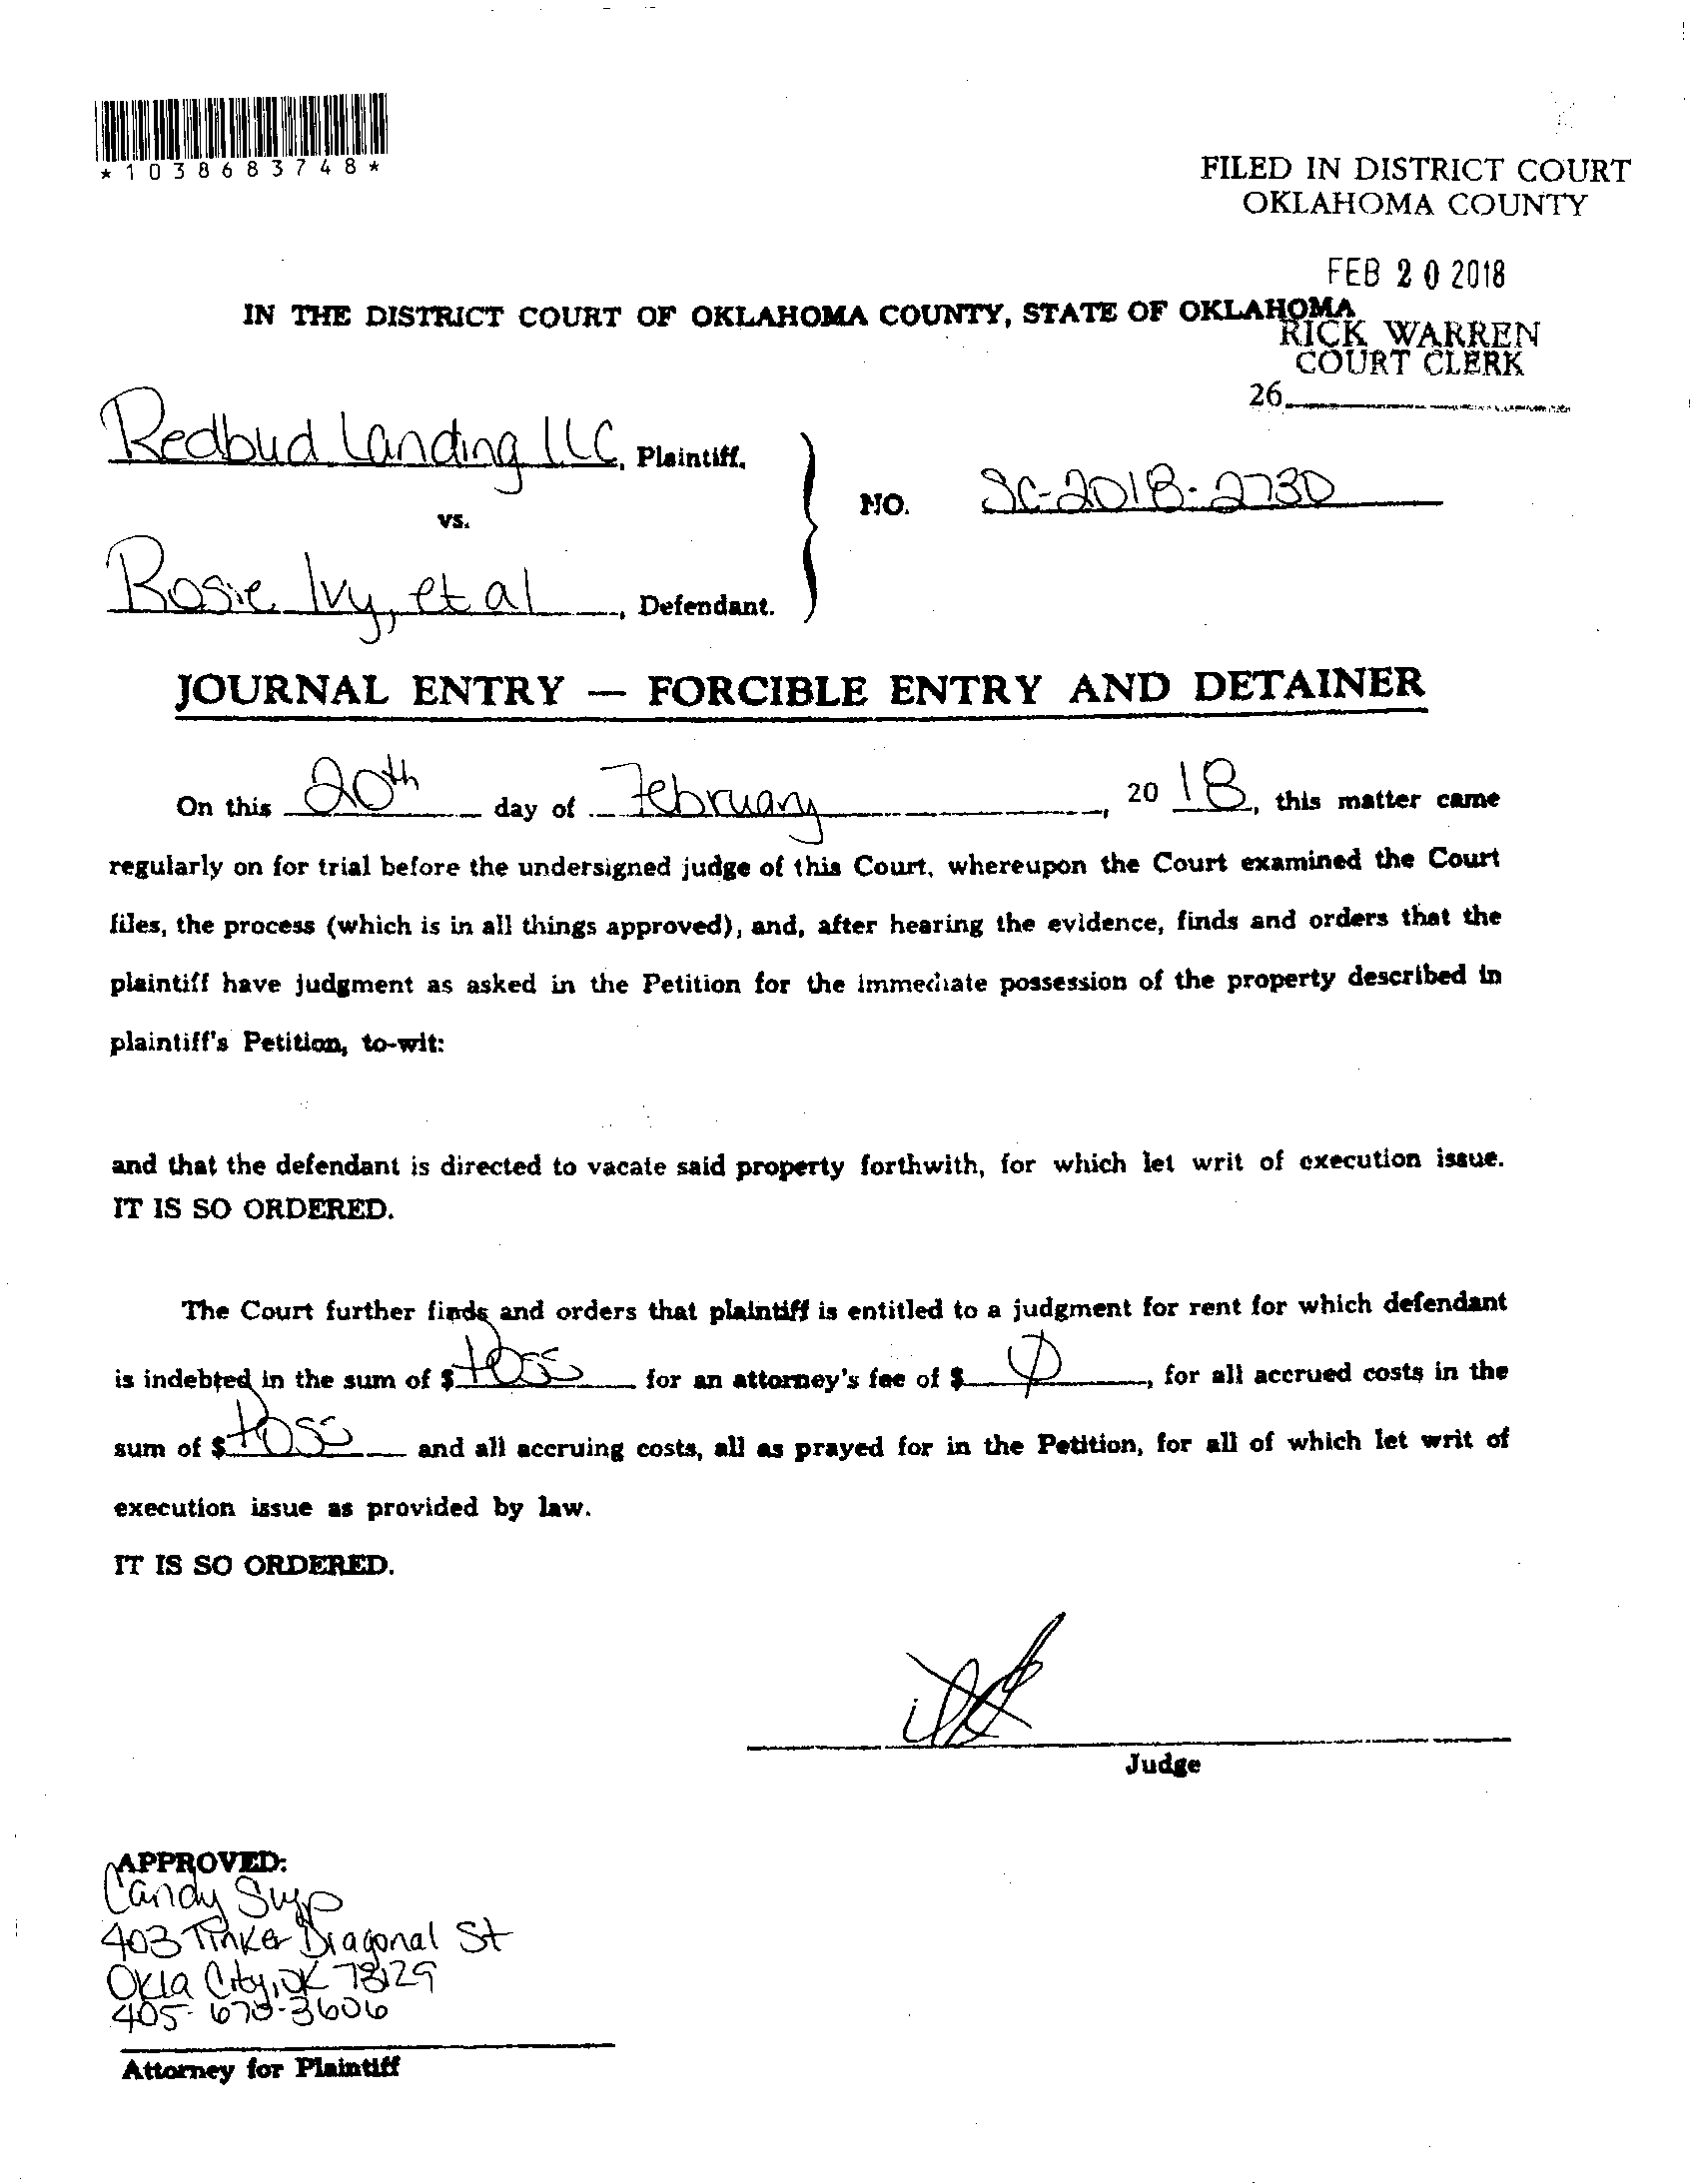 *1038683748*
FILED IN DISTRICT COURT
OKLAHOMA COUNTY
FEB 20 2018
IN THE DISTRICT COURT OF OKLAHOMA COUNTY, STATE OF OKLAHOMA
RICK WARREN
COURT CLERK
26
Redbud Landing LLC, Plaintiff,
vs.
NO. SC-2018-2730
Rosie Ivy, et al, Defendant.
JOURNAL ENTRY — FORCIBLE ENTRY AND DETAINER
On this 20th day of February, 2018, this matter came
regularly on for trial before the undersigned judge of this Court, whereupon the Court examined the Court
files, the process (which is in all things approved), and, after hearing the evidence, finds and orders that the
plaintiff have judgment as asked in the Petition for the immediate possession of the property described in
plaintiff's Petition, to-wit:
and that the defendant is directed to vacate said property forthwith, for which let writ of execution issue.
IT IS SO ORDERED.
The Court further finds and orders that plaintiff is entitled to a judgment for rent for which defendant
is indebted in the sum of $ Poss for an attorney's fee of $ , for all accrued costs in the
sum of $ Poss and all accruing costs, all as prayed for in the Petition, for all of which let writ of
execution issue as provided by law.
IT IS SO ORDERED.
Judge
APPROVED:
Candy
403 Tinker Diagonal St
Okla City, OK 73129
405-670-3606
Attorney for Plaintiff